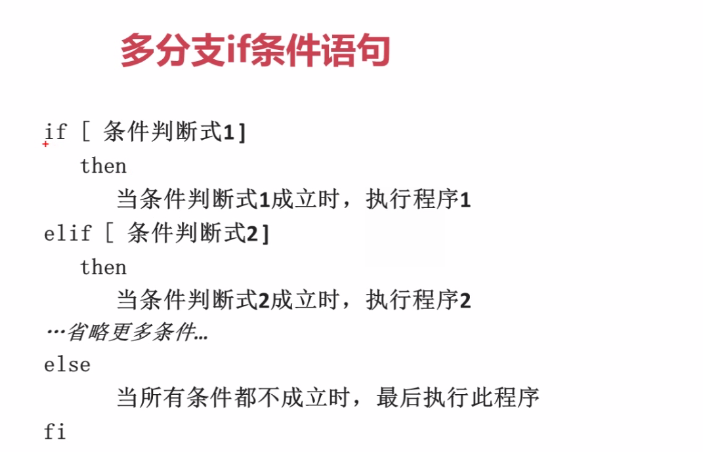 多分支if条件语句
if [ 条件判断式1]
then
当条件判断式1成立时，执行程序1
elif [ 条件判断式2]
then
当条件判断式2成立时，执行程序2
…省略更多条件…
else
当所有条件都不成立时，最后执行此程序
fi